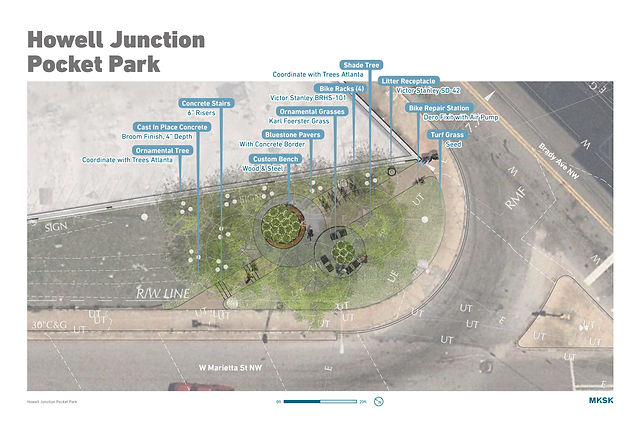 Howell Junction
Pocket Park
Shade Tree
Coordinate with Trees Atlanta
Litter Receptacle
Victor Stanley SD-42
Bike Racks (4)
Victor Stanley BRHS-101
Concrete Stairs
6" Risers
Ornamental Grasses
Karl Foerster Grass
Bike Repair Station
Dero Fixit with Air Pump
Cast In Place Concrete
Broom Finish, 4" Depth
Bluestone Pavers
With Concrete Border
Turf Grass
Seed
Ornamental Tree
Coordinate with Trees Atlanta
Custom Bench
Wood & Steel
Brady Ave NW
RMF
SIGN
UT
UE
R/W LINE
30"C&G
UT
UT
UT
UT
UT
UT
UT
UT
W Marietta St NW
E
Howell Junction Pocket Park
MKSK